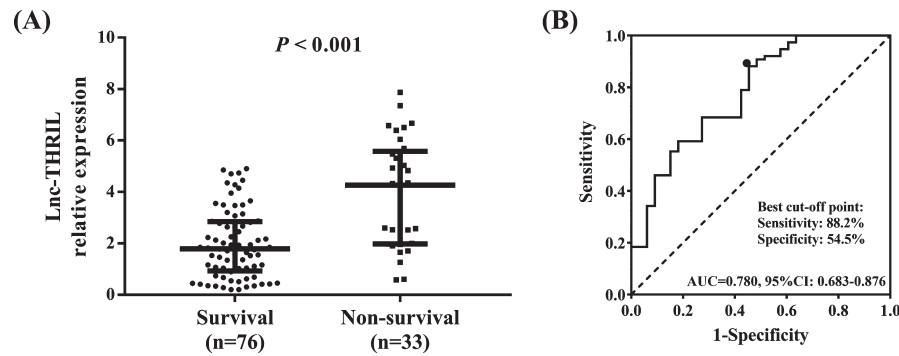 (A)
P < 0.001
Lnc-THRIL
relative expression
10
8
6
4
2
0
Survival
(n=76)
Non-survival
(n=33)
(B)
Sensitivity
1.0
0.8
0.6
0.4
0.2
0.0
0.2
0.4
0.6
0.8
1.0
Best cut-off point:
Sensitivity: 88.2%
Specificity: 54.5%
AUC=0.780, 95%CI: 0.683-0.876
1-Specificity